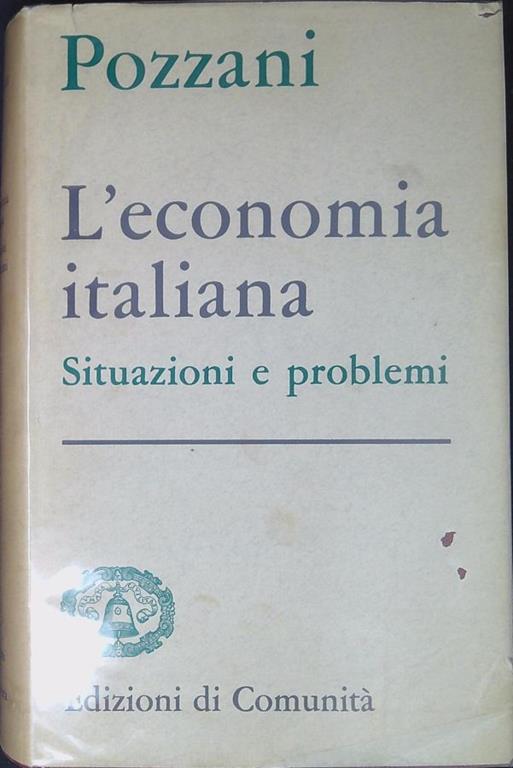 Pozzani
L'economia
italiana
Situazioni e problemi
Edizioni di Comunità